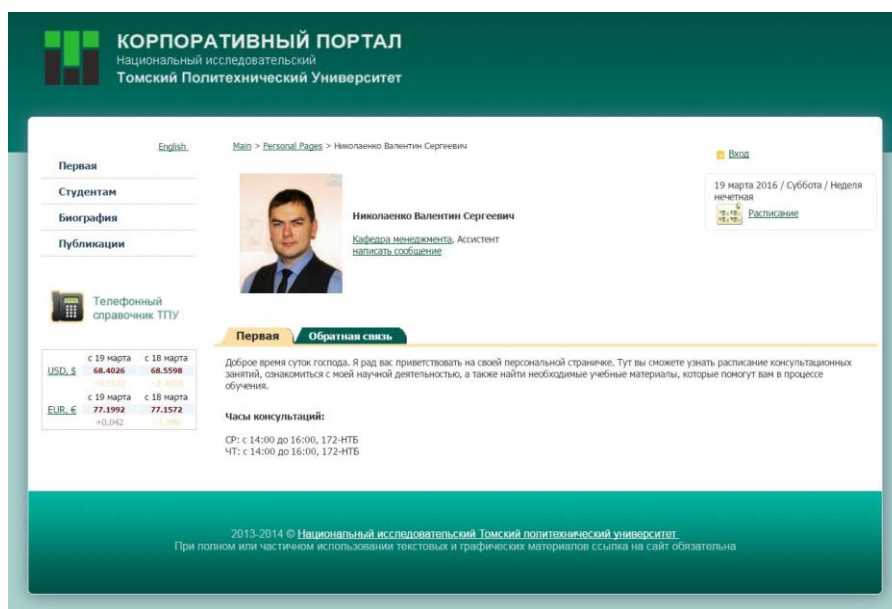 КОРПОРАТИВНЫЙ ПОРТАЛ
Национальный исследовательский
Томский Политехнический Университет
English
Main > Personal Pages > Николаенко Валентин Сергеевич
Вход
Первая
Студентам
Биография
Публикации
19 марта 2016 / Суббота / Неделя
нечетная
Расписание
Николаенко Валентин Сергеевич
Кафедра менеджмента, Ассистент
написать сообщение
Телефонный
справочник ТПУ
Первая
Обратная связь
с 19 марта с 18 марта
USD, $ 68.4026 68.5598
-0.1572
с 19 марта с 18 марта
EUR, € 77.1992 77.1572
+0.042
Доброе время суток господа. Я рад вас приветствовать на своей персональной страничке. Тут вы сможете узнать расписание консультационных
занятий, ознакомиться с моей научной деятельностью, а также найти необходимые учебные материалы, которые помогут вам в процессе
обучения.
Часы консультаций:
СР: с 14:00 до 16:00, 172-НТБ
ЧТ: с 14:00 до 16:00, 172-НТБ
2013-2014 © Национальный исследовательский Томский политехнический университет
При полном или частичном использовании текстовых и графических материалов ссылка на сайт обязательна